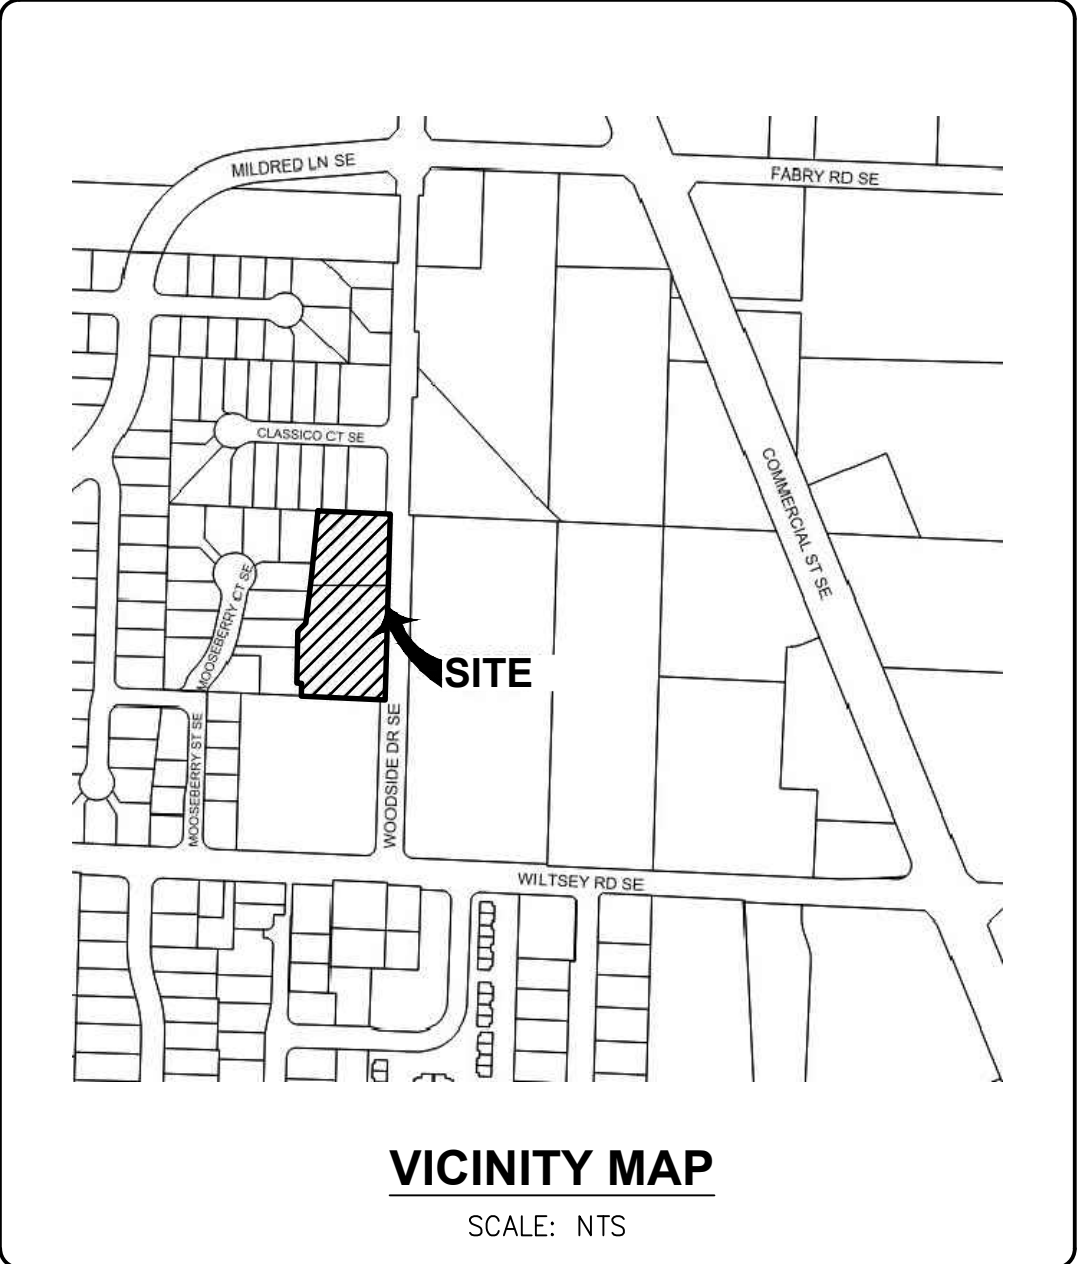 MILDRED LN SE
FABRY RD SE
CLASSICO CT SE
COMMERCIAL ST SE
MOOSEBERRY CT SE
SITE
MOOSEBERRY ST SE
WOODSIDE DR SE
WILTSEY RD SE
VICINITY MAP
SCALE: NTS